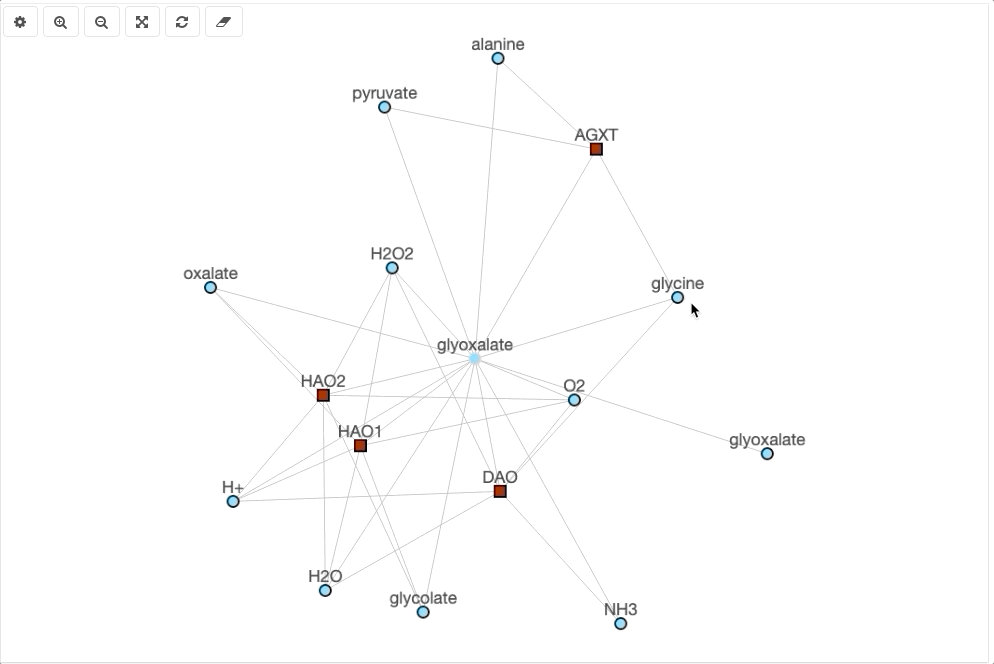 alanine
pyruvate
AGXT
H2O2
oxalate
glycine
glyoxalate
HAO2
O2
HAO1
glyoxalate
DAO
H+
H2O
glycolate
NH3